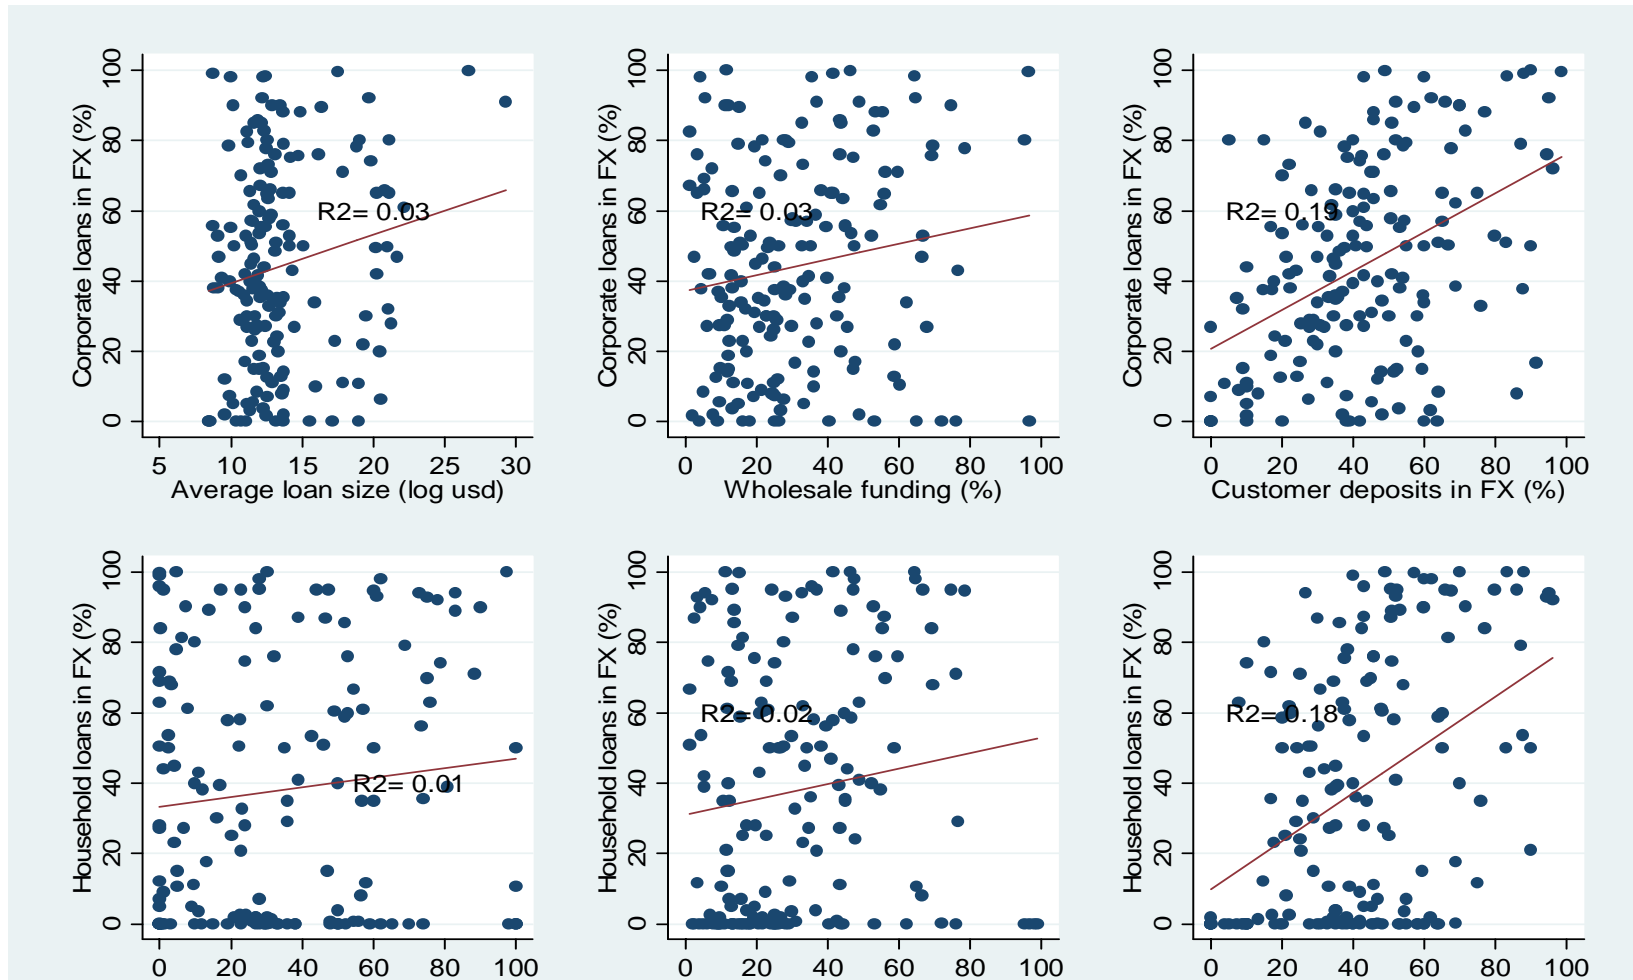 Corporate loans in FX (%)
0 20 40 60 80 100
R2= 0.03
5 10 15 20 25 30
Average loan size (log usd)
Corporate loans in FX (%)
0 20 40 60 80 100
R2= 0.03
0 20 40 60 80 100
Wholesale funding (%)
Corporate loans in FX (%)
0 20 40 60 80 100
R2= 0.19
0 20 40 60 80 100
Customer deposits in FX (%)
Household loans in FX (%)
0 20 40 60 80 100
R2= 0.01
0 20 40 60 80 100
Household loans in FX (%)
0 20 40 60 80 100
R2= 0.02
0 20 40 60 80 100
Household loans in FX (%)
0 20 40 60 80 100
R2= 0.18
0 20 40 60 80 100